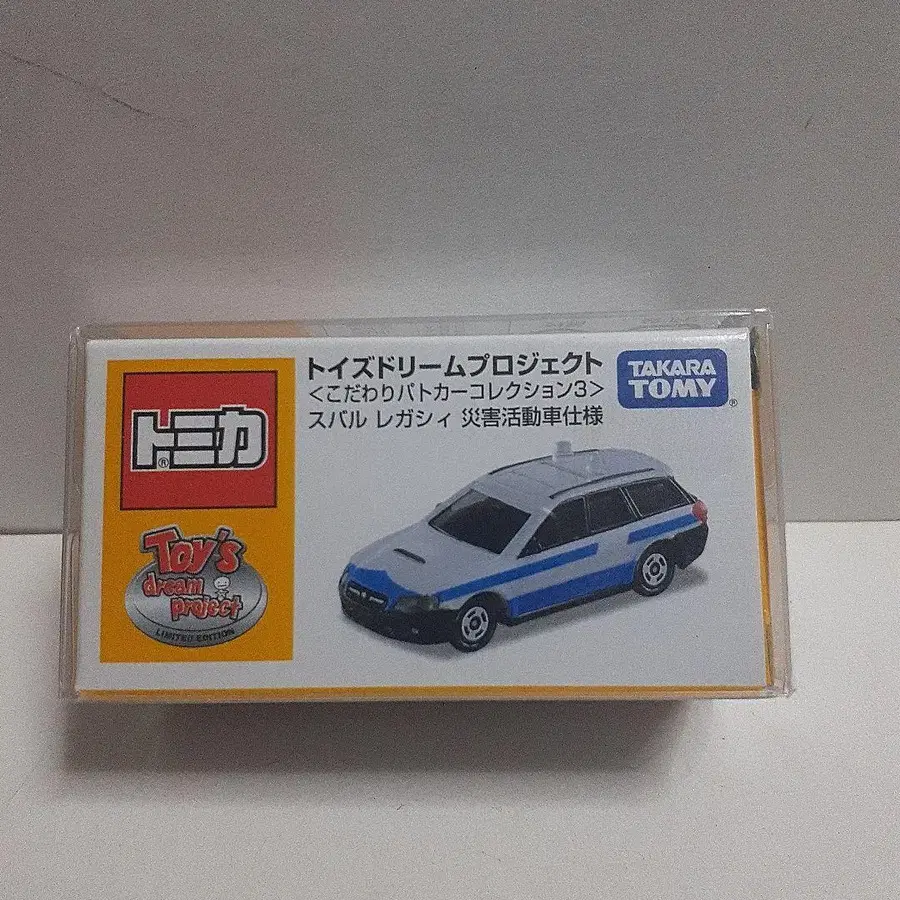 トイズドリームプロジェクト
<こだわりパトカーコレクション3>
スバル レガシィ 災害活動車仕様
TAKARA
TOMY®
トミカ®
Toy's
dream
project
LIMITED EDITION